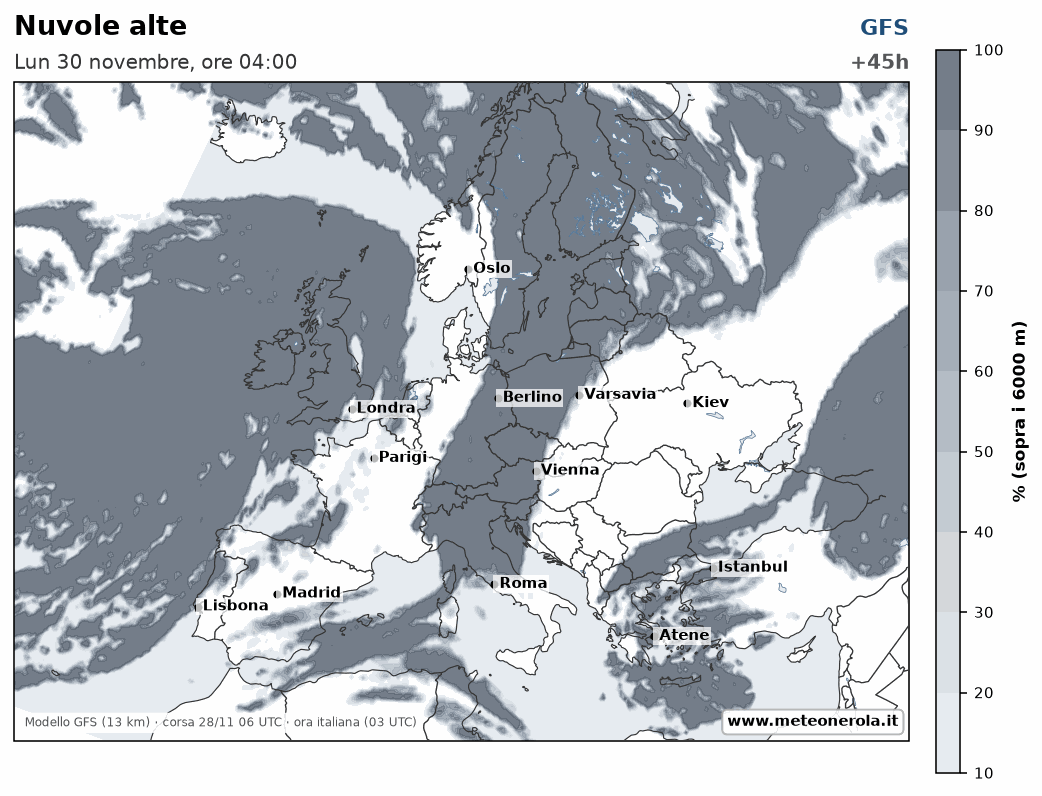 Nuvole alte
GFS
Lun 30 novembre, ore 04:00
+45h
Oslo
Londra
Berlino
Varsavia
Kiev
Parigi
Vienna
Istanbul
Roma
Madrid
Lisbona
Atene
Modello GFS (13 km) · corsa 28/11 06 UTC · ora italiana (03 UTC)
www.meteonerola.it
100
90
80
70
60
50
40
30
20
10
% (sopra i 6000 m)